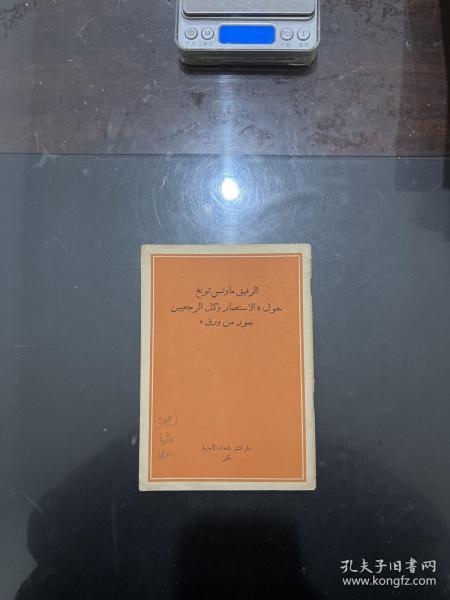 الرفيق ماوتسي تونغ
حول « الاستعمار وكل الرجعيين
نمور من ورق »
دار النشر باللغات الأجنبية
بكين
孔夫子旧书网
www.kongfz.com